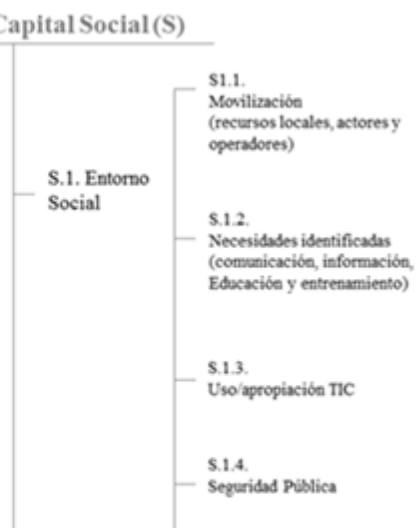 Capital Social (S)
S1.1.
Movilización
(recursos locales, actores y
operadores)
S.1. Entorno
Social
S.1.2.
Necesidades identificadas
(comunicación, información,
Educación y entrenamiento)
S.1.3.
Uso/apropiación TIC
S.1.4.
Seguridad Pública